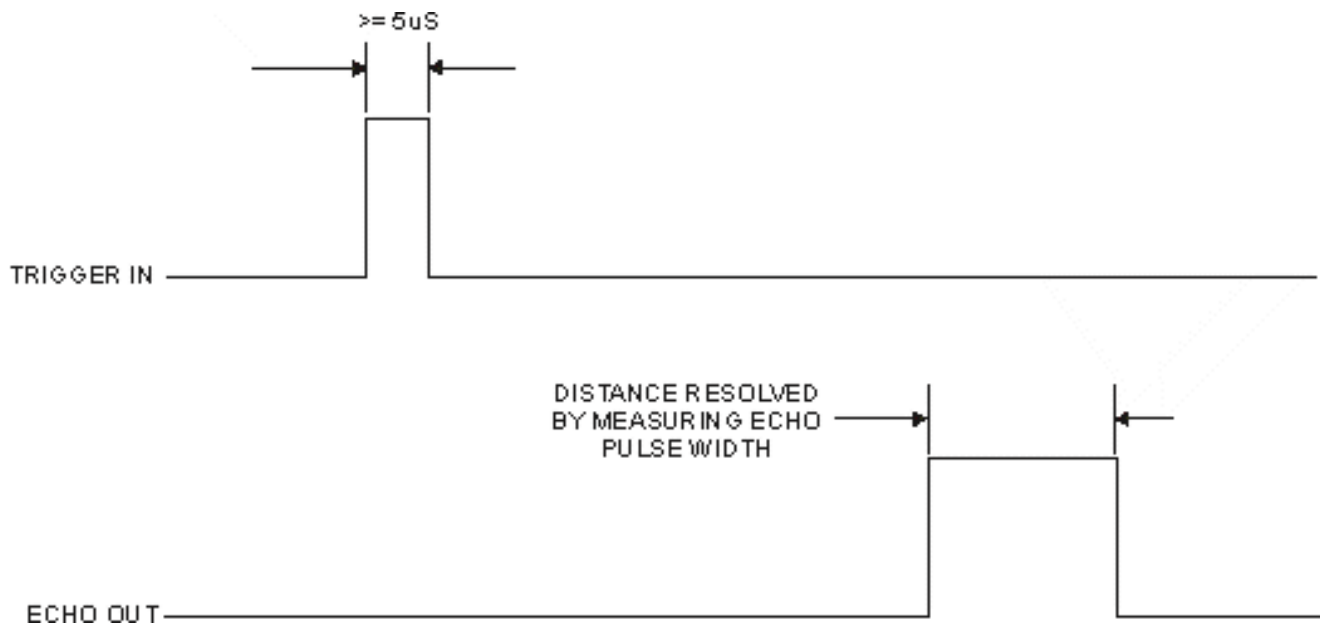 >= 5uS
TRIGGER IN
DISTANCE RESOLVED
BY MEASURING ECHO
PULSE WIDTH
ECHO OUT